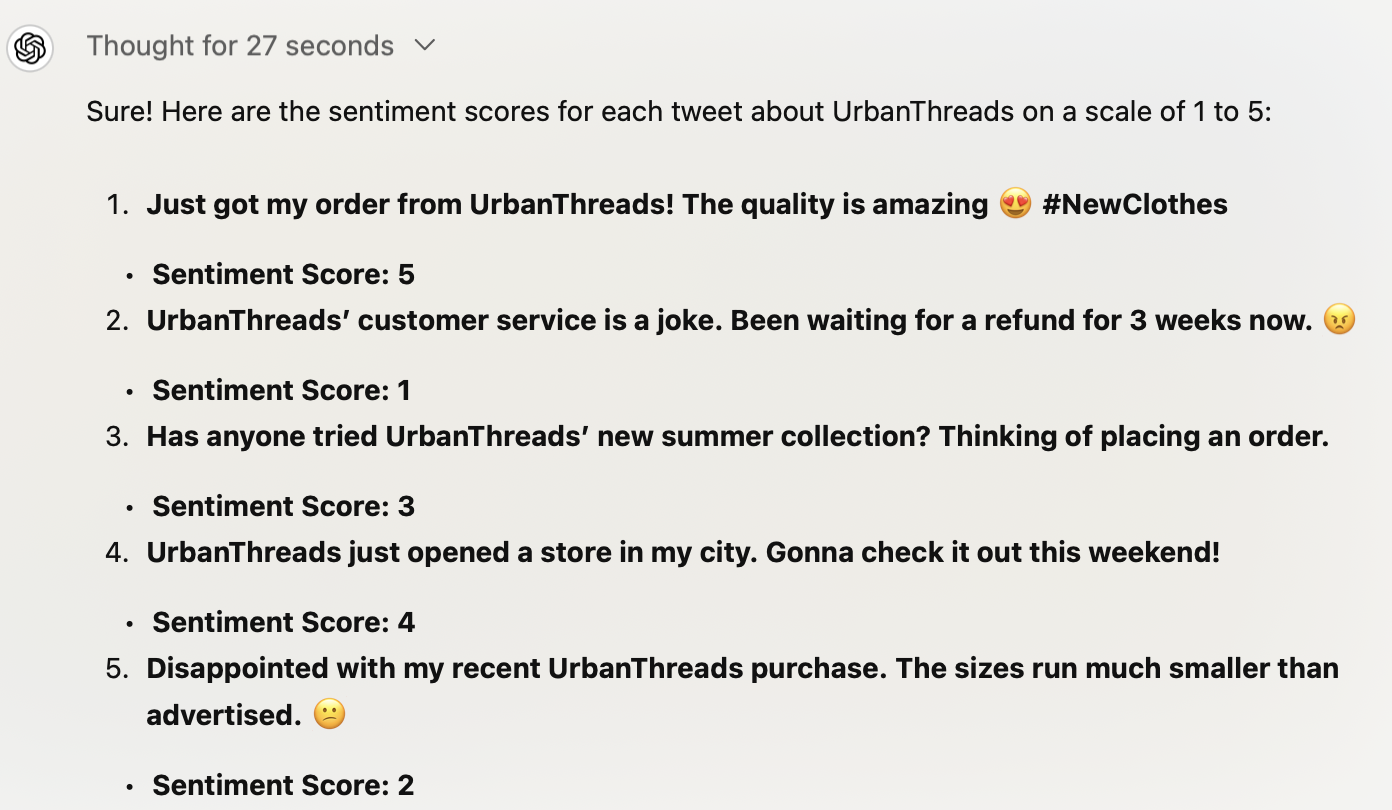 Thought for 27 seconds
Sure! Here are the sentiment scores for each tweet about UrbanThreads on a scale of 1 to 5:
1. Just got my order from UrbanThreads! The quality is amazing 😍 #NewClothes
• Sentiment Score: 5
2. UrbanThreads’ customer service is a joke. Been waiting for a refund for 3 weeks now. 😠
• Sentiment Score: 1
3. Has anyone tried UrbanThreads’ new summer collection? Thinking of placing an order.
• Sentiment Score: 3
4. UrbanThreads just opened a store in my city. Gonna check it out this weekend!
• Sentiment Score: 4
5. Disappointed with my recent UrbanThreads purchase. The sizes run much smaller than
advertised. 😕
• Sentiment Score: 2